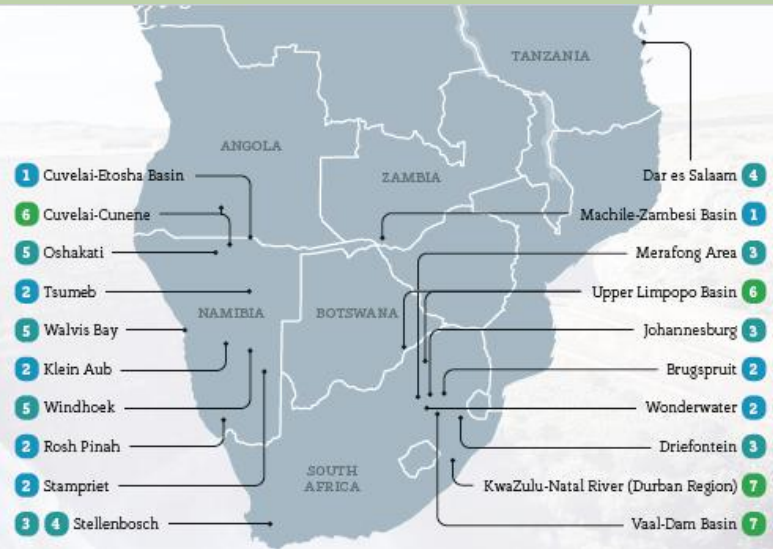 TANZANIA
ANGOLA
ZAMBIA
NAMIBIA
BOTSWANA
SOUTH
AFRICA
1 Cuvelai-Etosha Basin
6 Cuvelai-Cunene
5 Oshakati
2 Tsumeb
5 Walvis Bay
2 Klein Aub
5 Windhoek
2 Rosh Pinah
2 Stampriet
3 4 Stellenbosch
Dar es Salaam 4
Machile-Zambesi Basin 1
Merafong Area 3
Upper Limpopo Basin 6
Johannesburg 3
Brugspruit 2
Wonderwater 2
Driefontein 3
KwaZulu-Natal River (Durban Region) 7
Vaal-Dam Basin 7